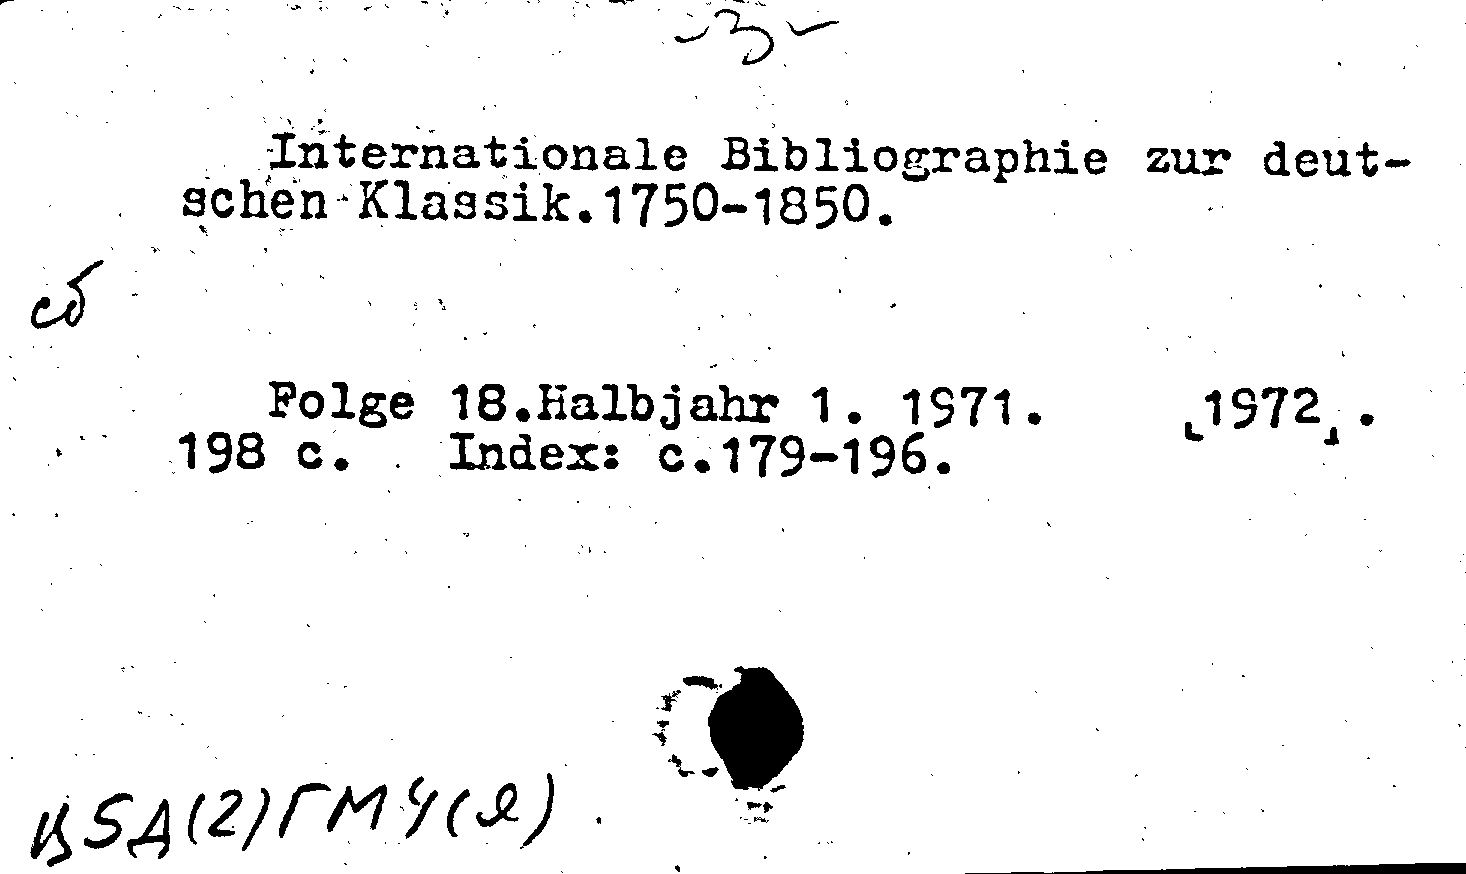 -3-
Internationale Bibliographie zur deut-
schen Klassik.1750-1850.
сб
Folge 18.Halbjahr 1. 1971. [1972].
198 с. Index: с.179-196.